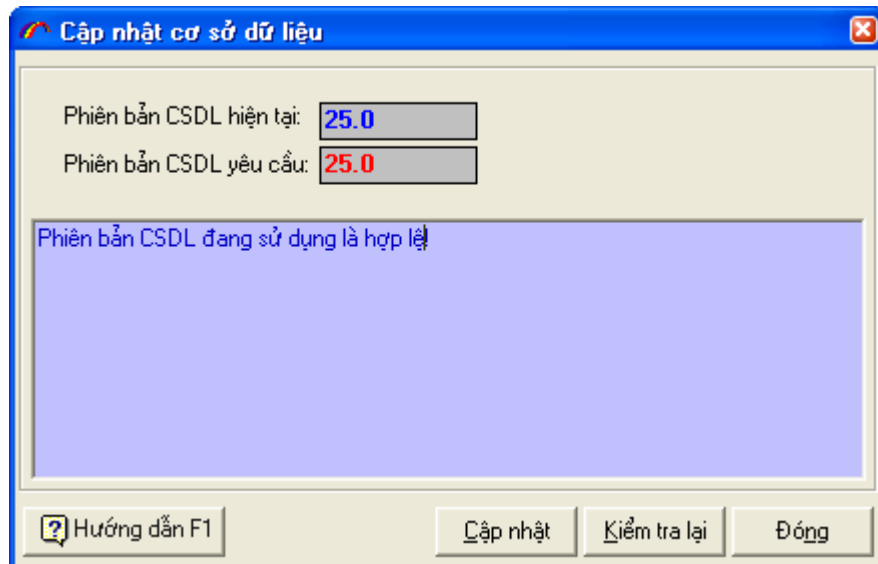 Cập nhật cơ sở dữ liệu
Phiên bản CSDL hiện tại: 25.0
Phiên bản CSDL yêu cầu: 25.0
Phiên bản CSDL đang sử dụng là hợp lệ!
Hướng dẫn F1 Cập nhật Kiểm tra lại Đóng